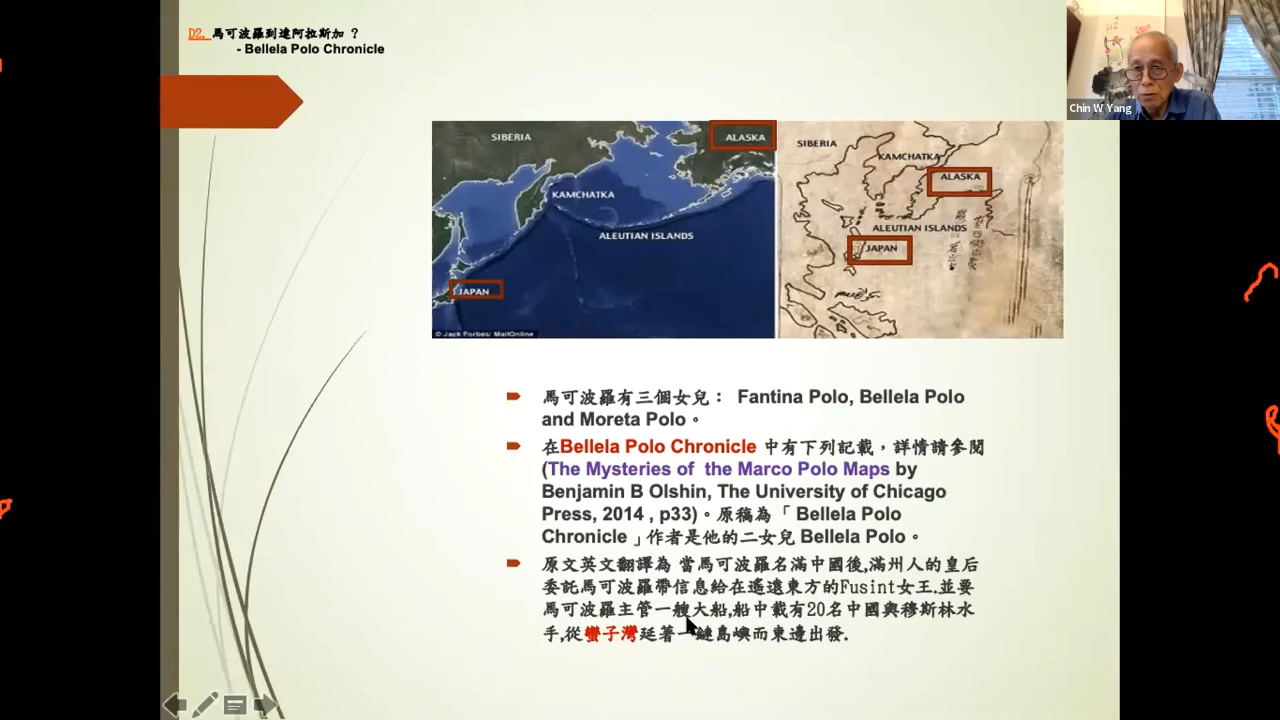 D2. 馬可波羅到達阿拉斯加 ?
- Bellela Polo Chronicle
Chin W Yang
SIBERIA
ALASKA
KAMCHATKA
ALEUTIAN ISLANDS
JAPAN
© Jack Forbes: MailOnline
SIBERIA
KAMCHATKA
ALASKA
ALEUTIAN ISLANDS
JAPAN
馬可波羅有三個女兒： Fantina Polo, Bellela Polo
and Moreta Polo。
在Bellela Polo Chronicle 中有下列記載，詳情請參閱
(The Mysteries of the Marco Polo Maps by
Benjamin B Olshin, The University of Chicago
Press, 2014 , p33)。原稿為「 Bellela Polo
Chronicle 」作者是他的二女兒 Bellela Polo。
原文英文翻譯為 當馬可波羅名滿中國後,滿州人的皇后
委託馬可波羅帶信息給在遙遠東方的Fusint女王.並要
馬可波羅主管一艘大船,船中載有20名中國與穆斯林水
手,從蠻子灣延著一鏈島嶼而東邊出發.